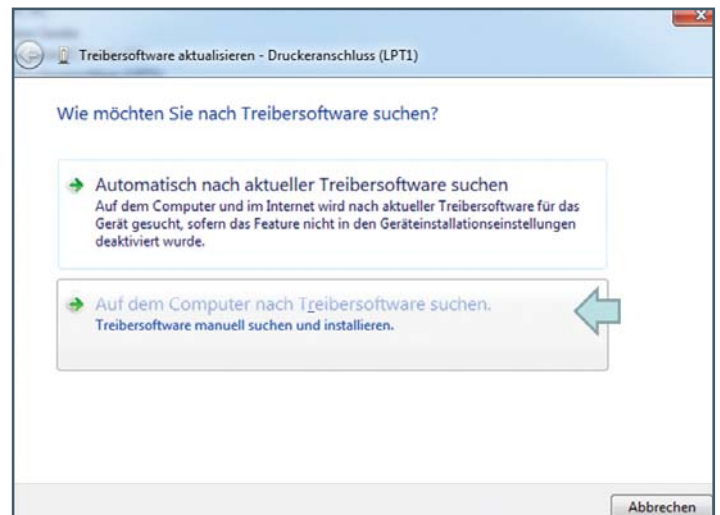 Treibersoftware aktualisieren - Druckeranschluss (LPT1)
Wie möchten Sie nach Treibersoftware suchen?
Automatisch nach aktueller Treibersoftware suchen
Auf dem Computer und im Internet wird nach aktueller Treibersoftware für das
Gerät gesucht, sofern das Feature nicht in den Geräteinstallationseinstellungen
deaktiviert wurde.
Auf dem Computer nach Treibersoftware suchen.
Treibersoftware manuell suchen und installieren.
Abbrechen